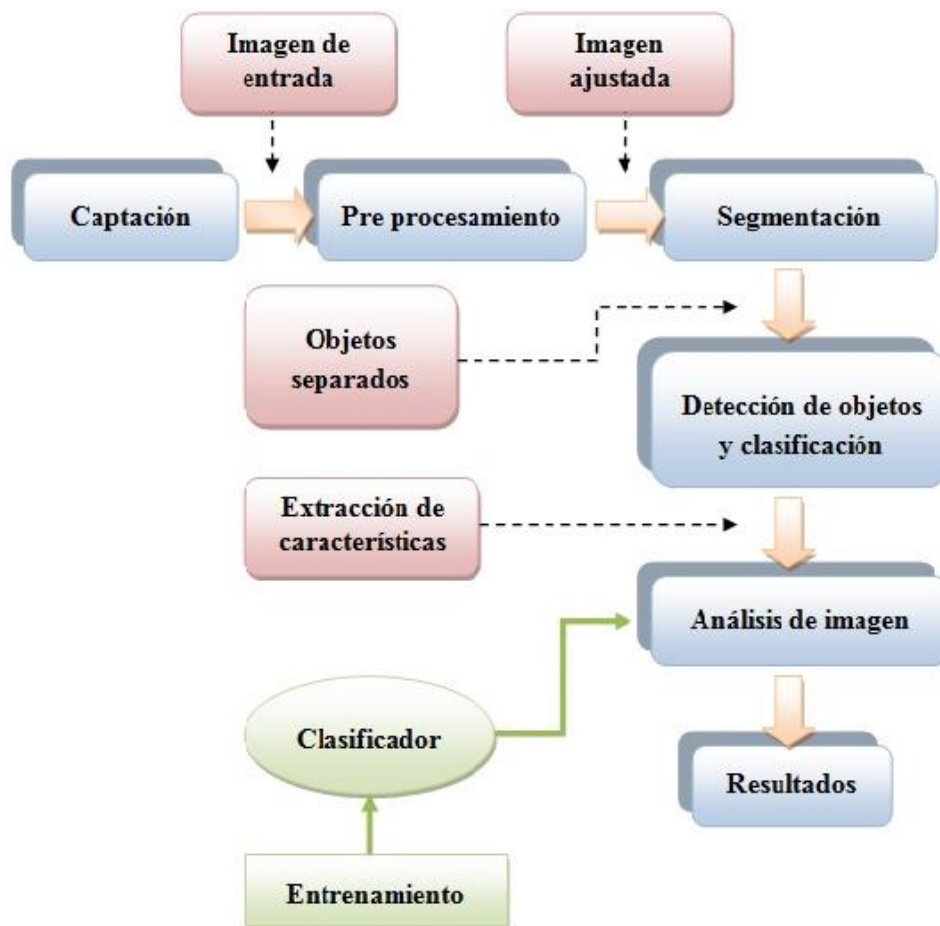 Imagen de
entrada
Imagen
ajustada
Captación
Pre procesamiento
Segmentación
Objetos
separados
Detección de objetos
y clasificación
Extracción de
características
Análisis de imagen
Clasificador
Resultados
Entrenamiento